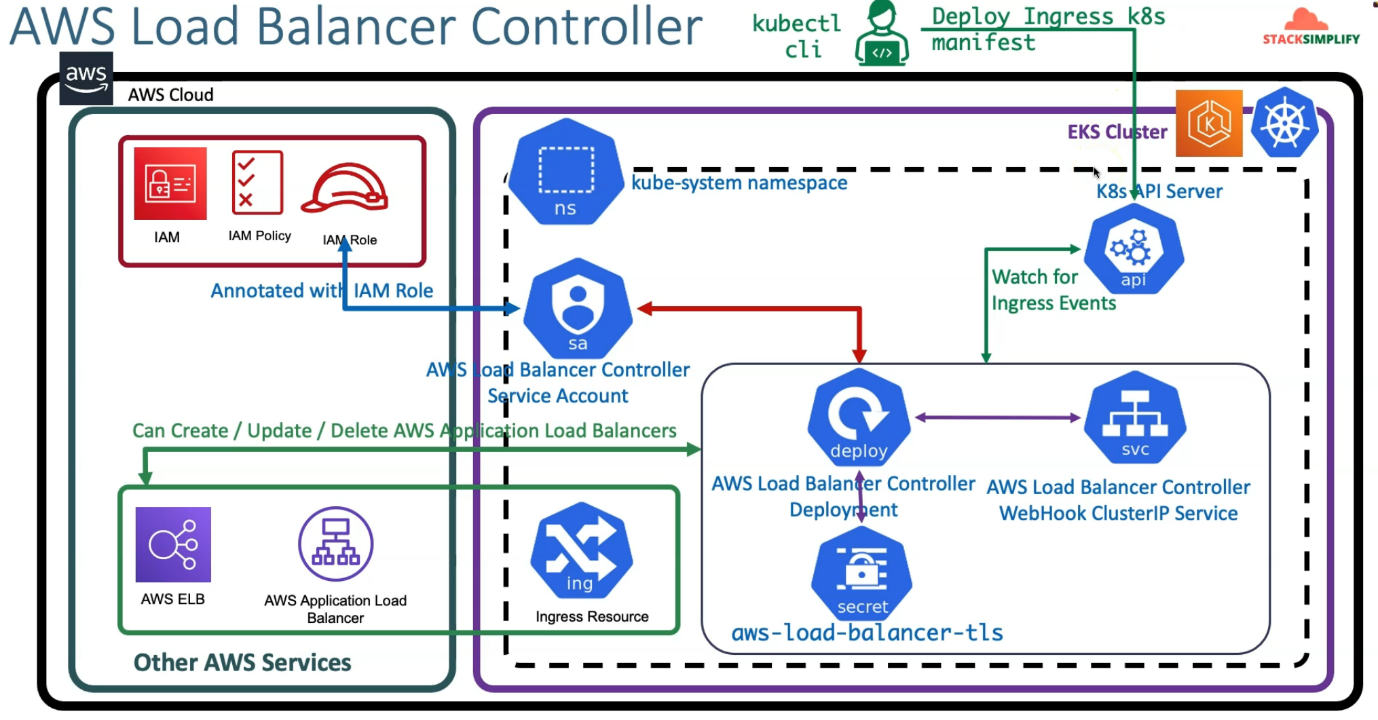 AWS Load Balancer Controller
kubectl
cli
</>
Deploy Ingress k8s
manifest
STACKSIMPLIFY
aws
AWS Cloud
EKS Cluster
K
IAM
IAM Policy
IAM Role
ns
kube-system namespace
K8s API Server
api
Annotated with IAM Role
Watch for
Ingress Events
sa
AWS Load Balancer Controller
Service Account
Can Create / Update / Delete AWS Application Load Balancers
deploy
svc
AWS Load Balancer Controller
Deployment
AWS Load Balancer Controller
WebHook ClusterIP Service
AWS ELB
AWS Application Load
Balancer
ing
Ingress Resource
secret
aws-load-balancer-tls
Other AWS Services